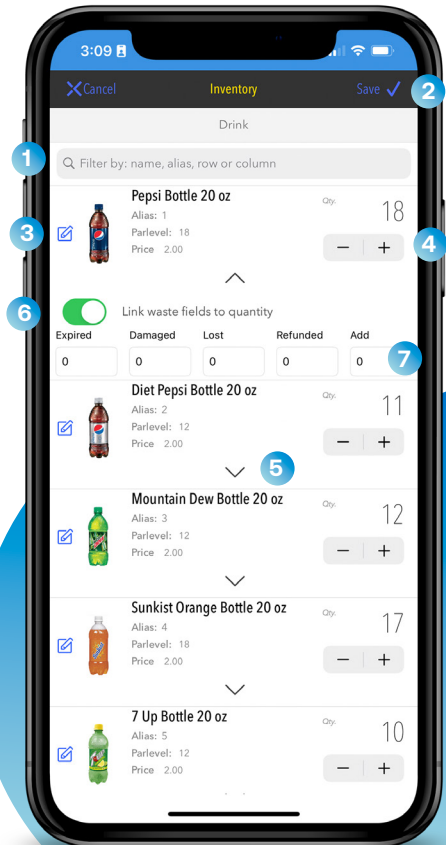 3:09
Cancel
Inventory
Save
2
Drink
1
Filter by: name, alias, row or column
Pepsi Bottle 20 oz
Alias: 1
Parlevel: 18
Price 2.00
Qty.
18
3
4
6
Link waste fields to quantity
Expired Damaged Lost Refunded Add
0 0 0 0 0
7
Diet Pepsi Bottle 20 oz
Alias: 2
Parlevel: 12
Price 2.00
Qty.
11
5
Mountain Dew Bottle 20 oz
Alias: 3
Parlevel: 12
Price 2.00
Qty.
12
Sunkist Orange Bottle 20 oz
Alias: 4
Parlevel: 18
Price 2.00
Qty.
17
7 Up Bottle 20 oz
Alias: 5
Parlevel: 12
Price 2.00
Qty.
10